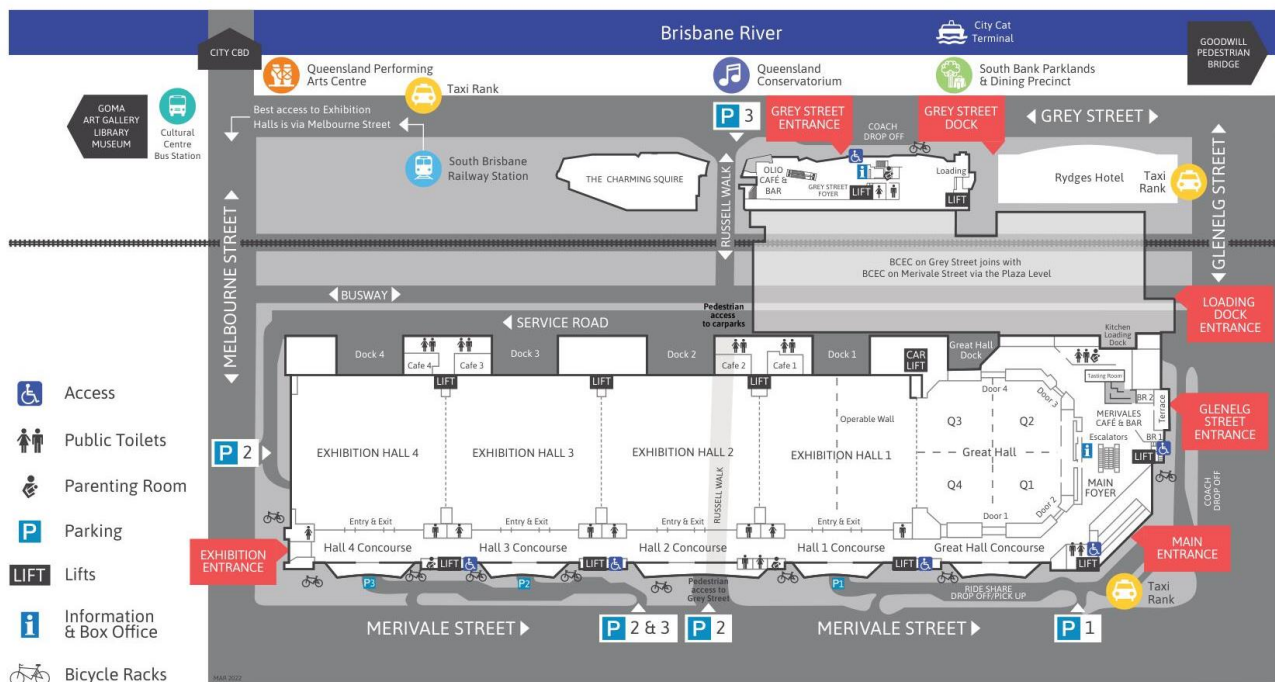 Brisbane River
City Cat
Terminal
CITY CBD
GOODWILL
PEDESTRIAN
BRIDGE
Queensland Performing
Arts Centre
Taxi Rank
Queensland
Conservatorium
South Bank Parklands
& Dining Precinct
GOMA
ART GALLERY
LIBRARY
MUSEUM
Cultural
Centre
Bus Station
Best access to Exhibition
Halls is via Melbourne Street
South Brisbane
Railway Station
P 3
GREY STREET
ENTRANCE
COACH
DROP OFF
GREY STREET
DOCK
GREY STREET
THE CHARMING SQUIRE
RUSSELL WALK
OLIO
CAFÉ &
BAR
GREY STREET
FOYER
LIFT
Loading
LIFT
Rydges Hotel
Taxi
Rank
GLENELG STREET
MELBOURNE STREET
BCEC on Grey Street joins with
BCEC on Merivale Street via the Plaza Level
BUSWAY
SERVICE ROAD
Pedestrian
access
to carparks
LOADING
DOCK
ENTRANCE
Dock 4
Cafe 4
Cafe 3
Dock 3
Dock 2
Cafe 2
Cafe 1
Dock 1
CAR
LIFT
Great Hall
Dock
Kitchen
Loading
Dock
Tasting Room
LIFT
LIFT
LIFT
Operable Wall
Door 4
Door 3
BR 2
Terrace
MERIVALES
CAFÉ & BAR
BR 1
GLENELG
STREET
ENTRANCE
Q3
Q2
Escalators
LIFT
P 2
EXHIBITION HALL 4
EXHIBITION HALL 3
EXHIBITION HALL 2
EXHIBITION HALL 1
Great Hall
RUSSELL WALK
Q4
Q1
MAIN
FOYER
COACH
DROP OFF
Door 1
Door 2
Entry & Exit
Entry & Exit
Entry & Exit
Entry & Exit
EXHIBITION
ENTRANCE
Hall 4 Concourse
Hall 3 Concourse
Hall 2 Concourse
Hall 1 Concourse
Great Hall Concourse
MAIN
ENTRANCE
LIFT
LIFT
LIFT
LIFT
P3
P2
Pedestrian
access to
Grey Street
P1
RIDE SHARE
DROP OFF/PICK UP
Taxi
Rank
MERIVALE STREET
P 2 & 3
P 2
MERIVALE STREET
P 1
Access
Public Toilets
Parenting Room
P Parking
LIFT Lifts
i Information
& Box Office
Bicycle Racks
MAR 2022